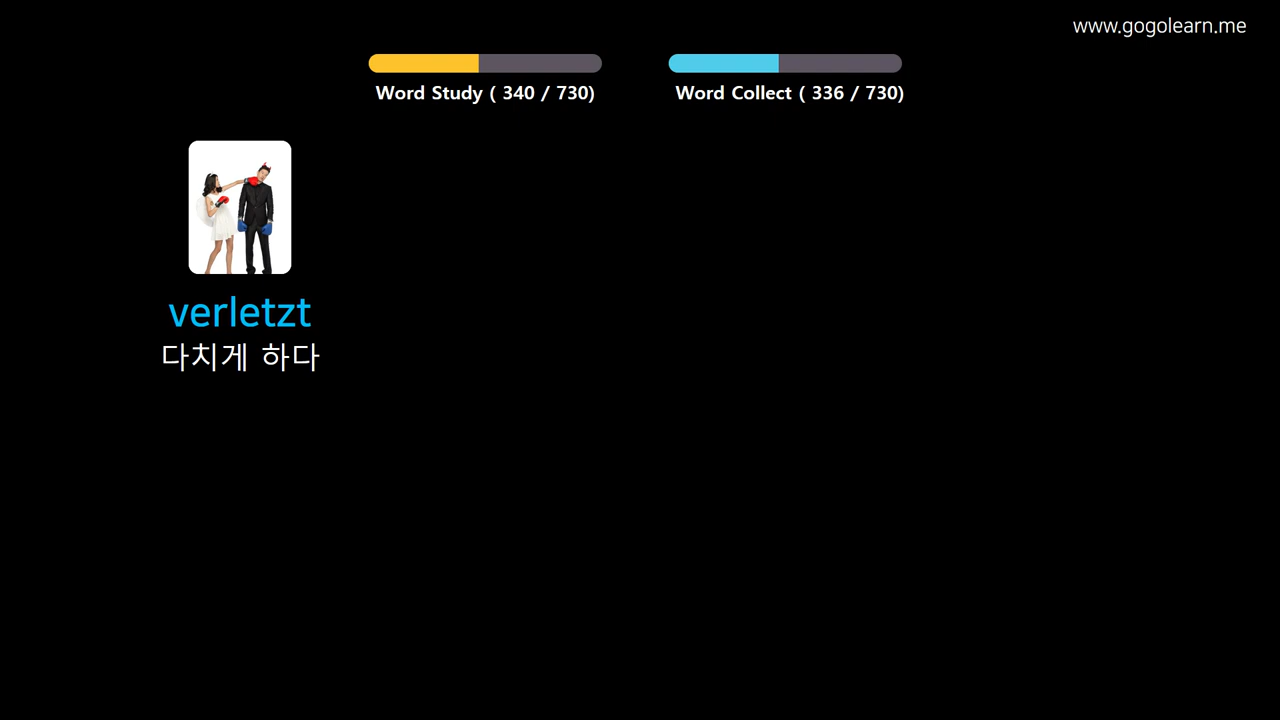 www.gogolearn.me
Word Study ( 340 / 730)
Word Collect ( 336 / 730)
verletzt
다치게 하다